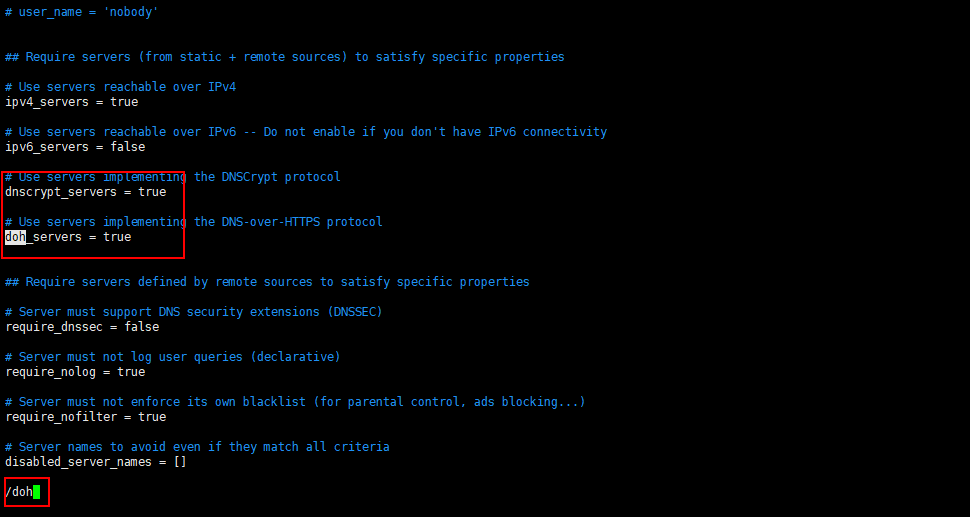 # user_name = 'nobody'
## Require servers (from static + remote sources) to satisfy specific properties
# Use servers reachable over IPv4
ipv4_servers = true
# Use servers reachable over IPv6 -- Do not enable if you don't have IPv6 connectivity
ipv6_servers = false
# Use servers implementing the DNSCrypt protocol
dnscrypt_servers = true
# Use servers implementing the DNS-over-HTTPS protocol
doh_servers = true
## Require servers defined by remote sources to satisfy specific properties
# Server must support DNS security extensions (DNSSEC)
require_dnssec = false
# Server must not log user queries (declarative)
require_nolog = true
# Server must not enforce its own blacklist (for parental control, ads blocking...)
require_nofilter = true
# Server names to avoid even if they match all criteria
disabled_server_names = []
/doh